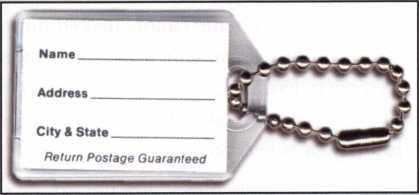 Name
Address
City & State
Return Postage Guaranteed